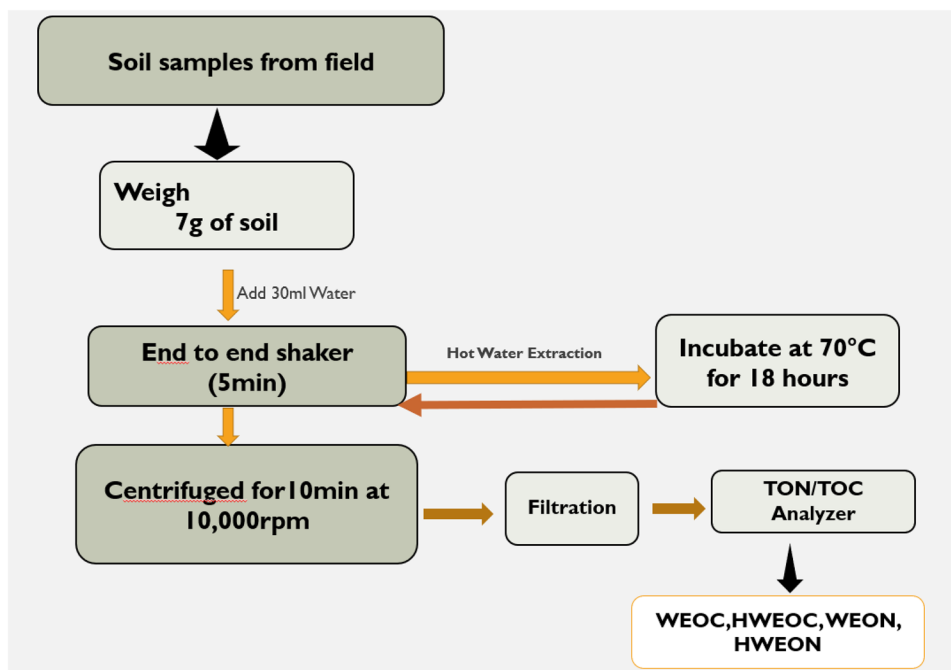 Soil samples from field
Weigh
7g of soil
Add 30ml Water
End to end shaker
(5min)
Hot Water Extraction
Incubate at 70°C
for 18 hours
Centrifuged for10min at
10,000rpm
Filtration
TON/TOC
Analyzer
WEOC,HWEOC,WEON,
HWEON